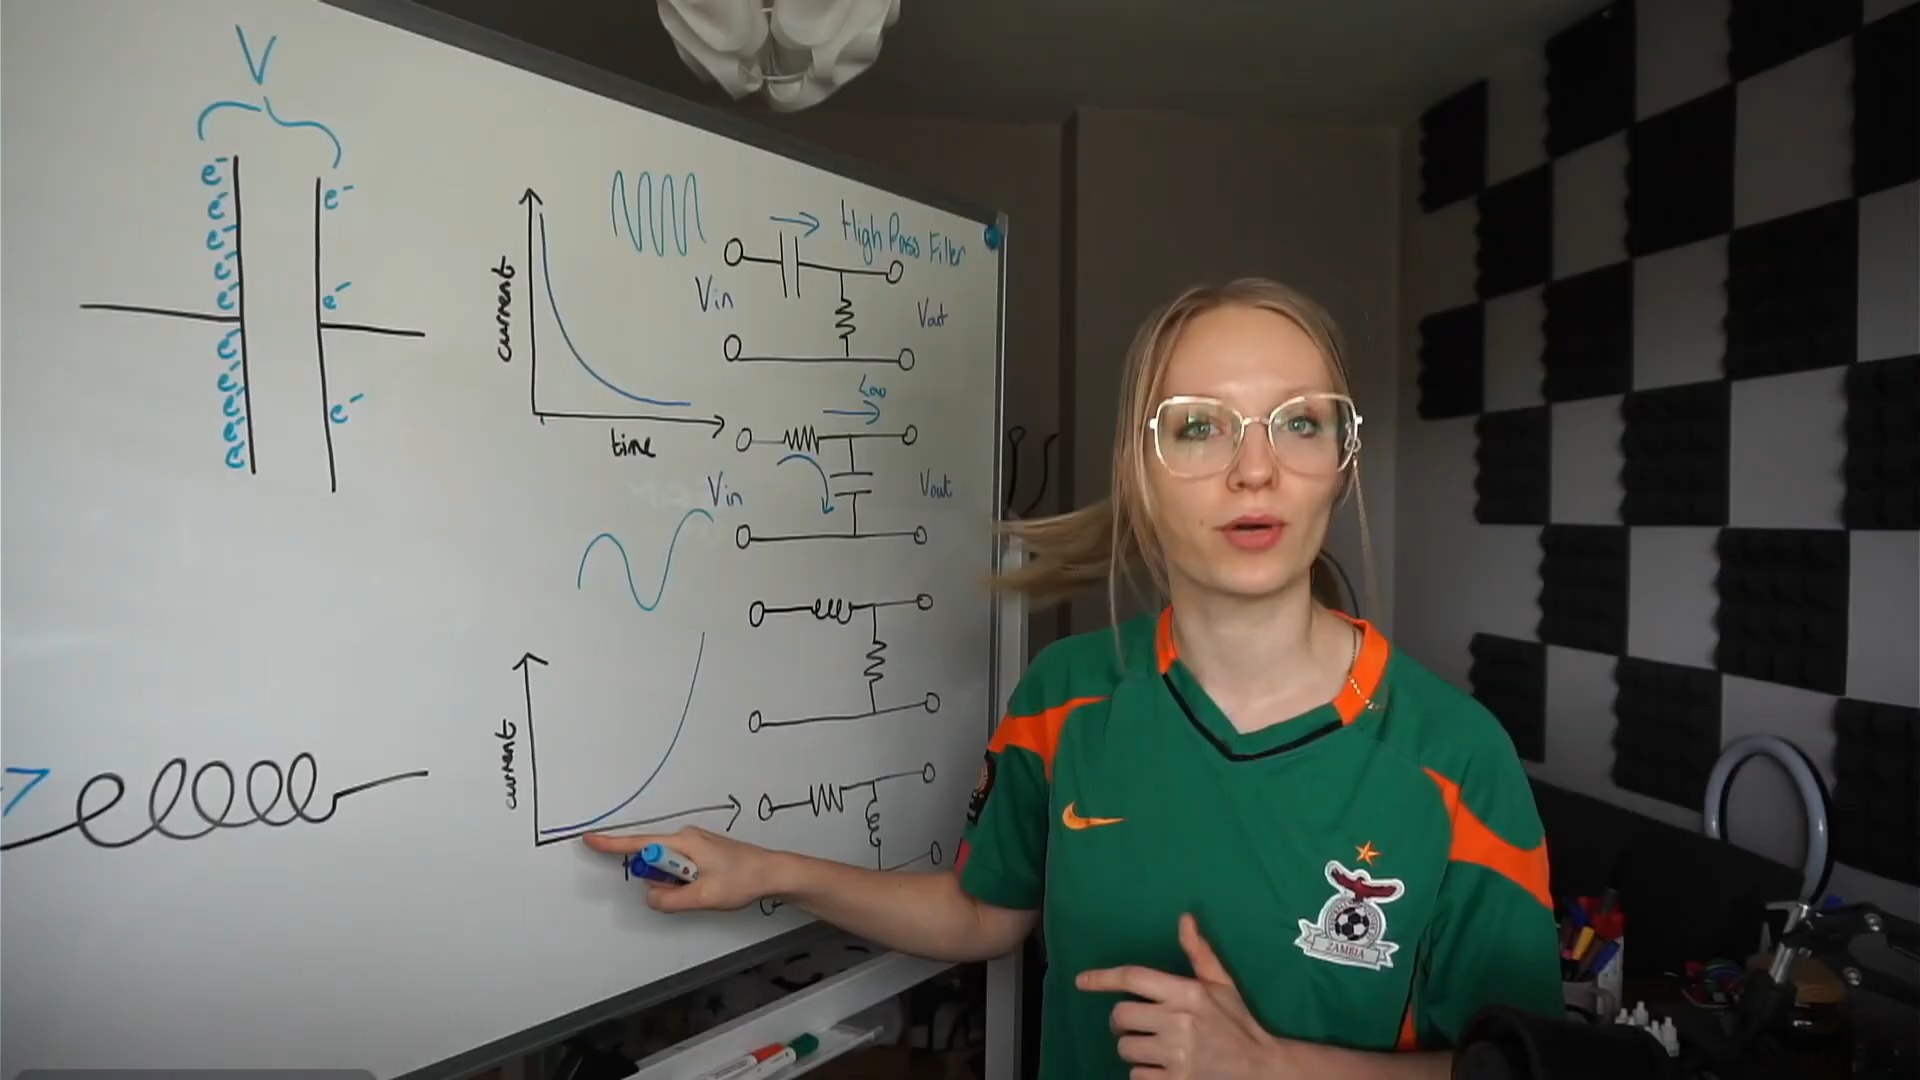 V
e-
e-
e-
e-
e-
e-
e-
e-
e-
e-
e-
e-
current
time
High Pass Filter
Vin
Vout
Low
Vin
Vout
current
ZAMBIA